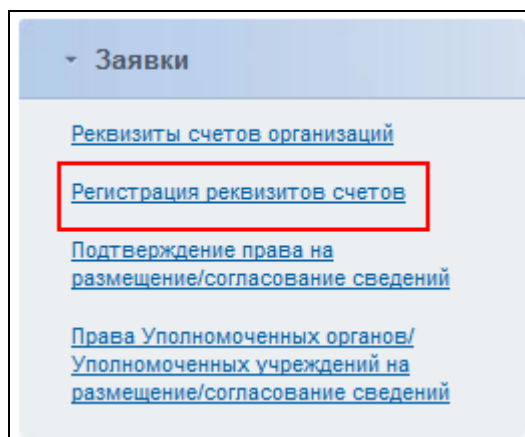 Заявки
Реквизиты счетов организаций
Регистрация реквизитов счетов
Подтверждение права на
размещение/согласование сведений
Права Уполномоченных органов/
Уполномоченных учреждений на
размещение/согласование сведений